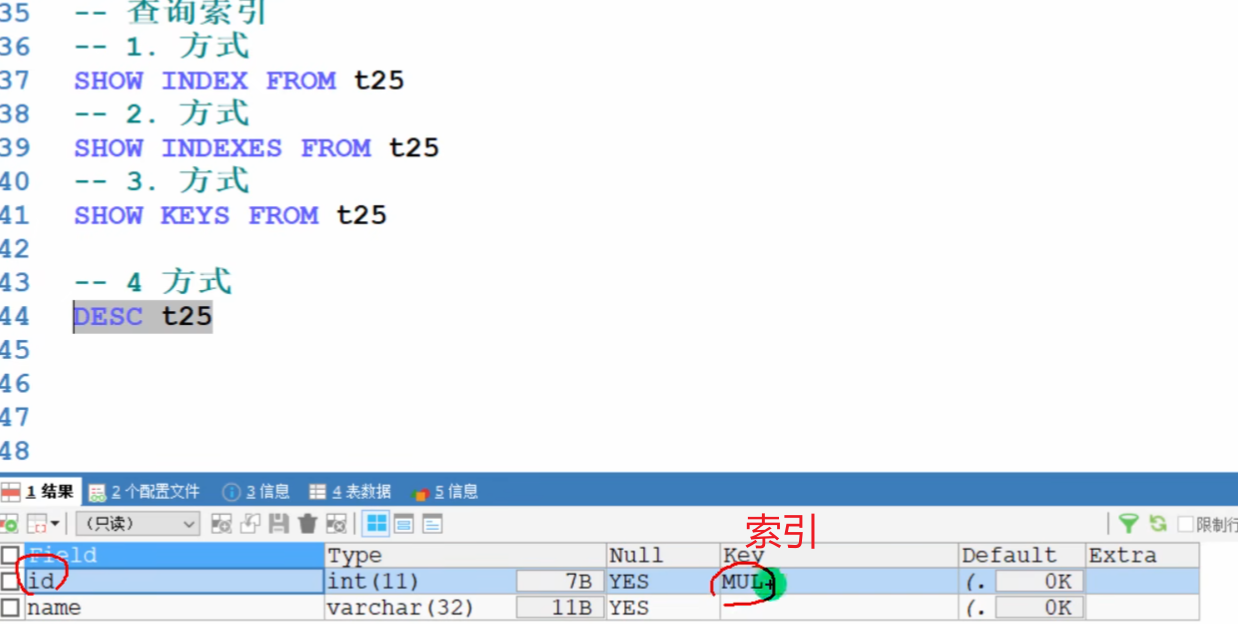 35 -- 查询索引
36 -- 1. 方式
37 SHOW INDEX FROM t25
38 -- 2. 方式
39 SHOW INDEXES FROM t25
40 -- 3. 方式
41 SHOW KEYS FROM t25
42
43 -- 4 方式
44 DESC t25
45
46
47
48
1 结果 2 个配置文件 3 信息 4 表数据 5 信息
(只读) 索引 限制行
Field Type Null Key Default Extra
id int(11) 7B YES MUL (. 0K
name varchar(32) 11B YES (. 0K